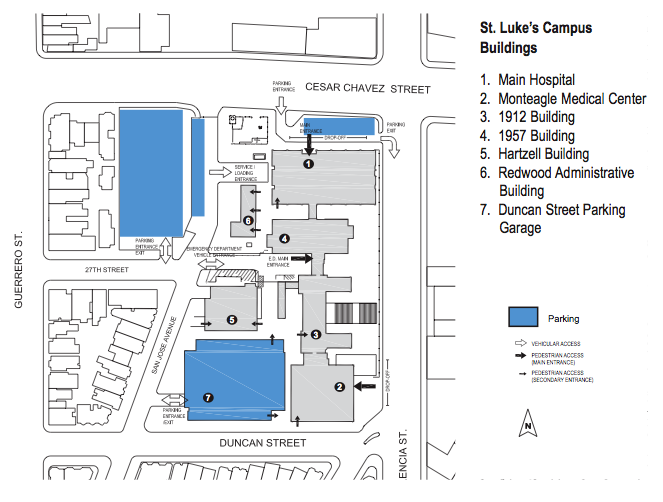 St. Luke's Campus
Buildings
1. Main Hospital
2. Monteagle Medical Center
3. 1912 Building
4. 1957 Building
5. Hartzell Building
6. Redwood Administrative
Building
7. Duncan Street Parking
Garage
Parking
VEHICULAR ACCESS
PEDESTRIAN ACCESS
(MAIN ENTRANCE)
PEDESTRIAN ACCESS
(SECONDARY ENTRANCE)
N
PARKING
ENTRANCE
CESAR CHAVEZ STREET
MAIN
ENTRANCE
DROP-OFF
PARKING
EXIT
1
SERVICE /
LOADING
ENTRANCE
6
4
PARKING
ENTRANCE
EXIT
EMERGENCY DEPARTMENT
VEHICLE ENTRANCE
E.D. MAIN
ENTRANCE
27TH STREET
GUERRERO ST.
SAN JOSE AVENUE
5
3
2
DROP-OFF
7
PARKING
ENTRANCE
EXIT
DUNCAN STREET
ENCIA ST.